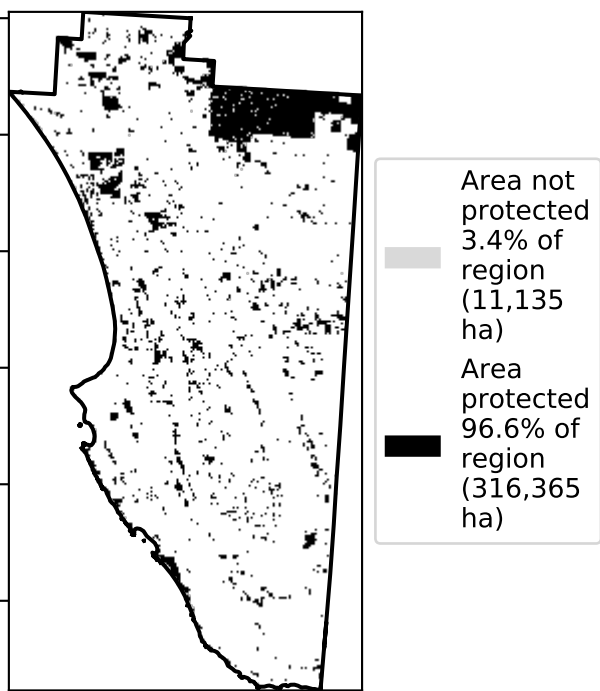 Area not
protected
3.4% of
region
(11,135
ha)
Area
protected
96.6% of
region
(316,365
ha)